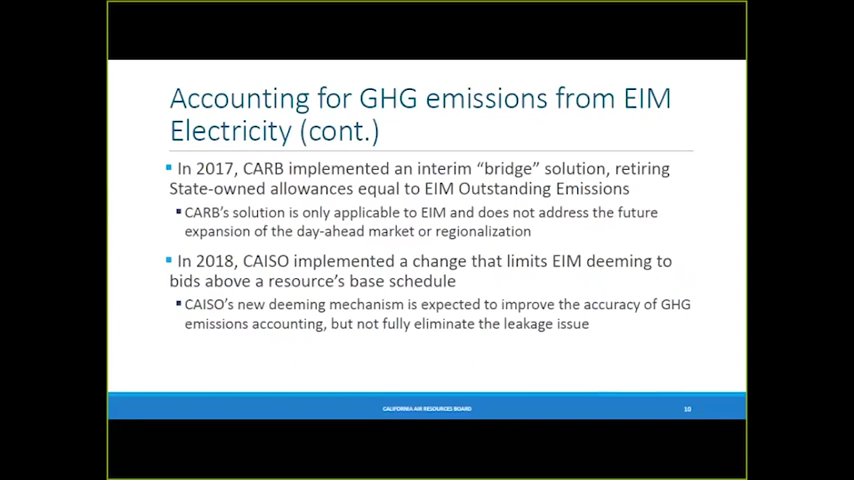 Accounting for GHG emissions from EIM
Electricity (cont.)
In 2017, CARB implemented an interim “bridge” solution, retiring
State-owned allowances equal to EIM Outstanding Emissions
CARB’s solution is only applicable to EIM and does not address the future
expansion of the day-ahead market or regionalization
In 2018, CAISO implemented a change that limits EIM deeming to
bids above a resource’s base schedule
CAISO’s new deeming mechanism is expected to improve the accuracy of GHG
emissions accounting, but not fully eliminate the leakage issue
CALIFORNIA AIR RESOURCES BOARD
10